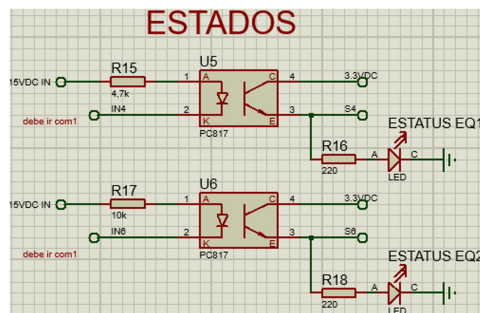 ESTADOS
U5
R15
15VDC IN
1 A C 4
3.3VDC
4.7k
IN4
2 K E 3
S4
debe ir com1
PC817
ESTATUS EQ1
R16
A C
220
LED
U6
R17
15VDC IN
1 A C 4
3.3VDC
10k
IN6
2 K E 3
S6
debe ir com1
PC817
ESTATUS EQ2
R18
A C
220
LED